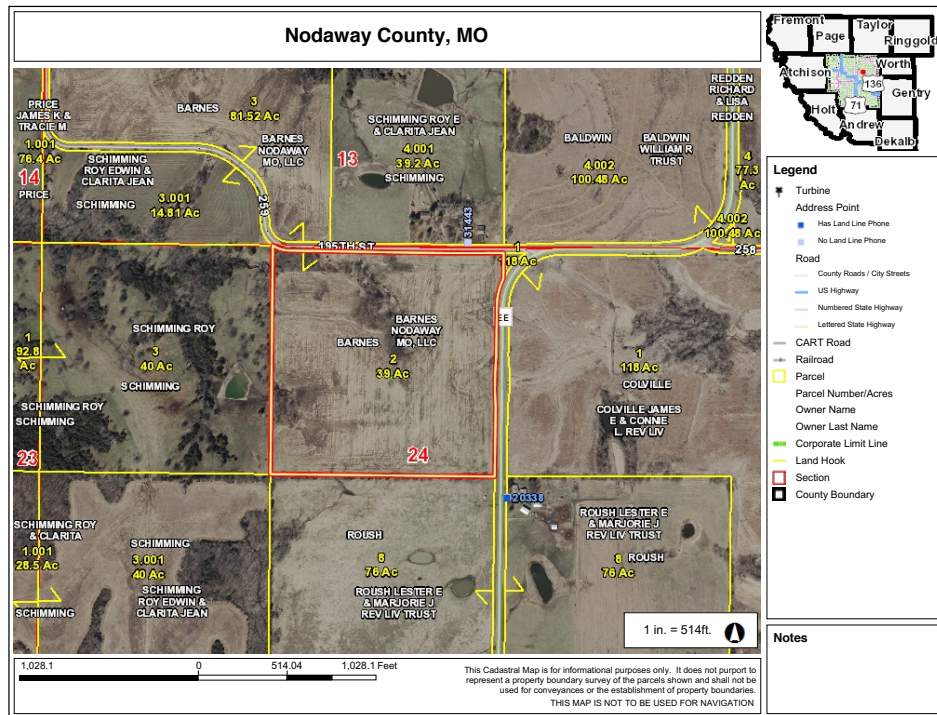 Nodaway County, MO
Fremont
Page
Taylor
Ringgold
Atchison
Worth
136
Gentry
Holt
71
Andrew
Dekalb
PRICE
JAMES K &
TRACIE M.
1.001
76.4 Ac
14
PRICE
BARNES
3
81.52 Ac
BARNES
NODAWAY
MO, LLC
SCHIMMING
ROY EDWIN &
CLARITA JEAN
SCHIMMING
3.001
14.81 Ac
259
13
SCHIMMING ROY E
& CLARITA JEAN
4.001
39.2 Ac
SCHIMMING
31443
BALDWIN
BALDWIN
WILLIAM R
TRUST
4.002
100.48 Ac
REDDEN
RICHARD
& LISA
REDDEN
4
77.3
Ac
4.002
100.48 Ac
195TH ST
258
1
118 Ac
EE
SCHIMMING ROY
3
40 Ac
SCHIMMING
1
92.8
Ac
SCHIMMING ROY
SCHIMMING
23
BARNES
NODAWAY
MO, LLC
BARNES
2
39 Ac
24
1
118 Ac
COLVILLE
COLVILLE JAMES
E & CONNIE
L. REV LIV
20338
SCHIMMING ROY
& CLARITA
1.001
28.5 Ac
SCHIMMING
SCHIMMING
3.001
40 Ac
SCHIMMING
ROY EDWIN &
CLARITA JEAN
ROUSH
8
76 Ac
ROUSH LESTER E
& MARJORIE J
REV LIV TRUST
ROUSH LESTER E
& MARJORIE J
REV LIV TRUST
8 ROUSH
76 Ac
1 in. = 514ft.
Legend
Turbine
Address Point
Has Land Line Phone
No Land Line Phone
Road
County Roads / City Streets
US Highway
Numbered State Highway
Lettered State Highway
CART Road
Railroad
Parcel
Parcel Number/Acres
Owner Name
Owner Last Name
Corporate Limit Line
Land Hook
Section
County Boundary
Notes
1,028.1 0 514.04 1,028.1 Feet
This Cadastral Map is for informational purposes only. It does not purport to
represent a property boundary survey of the parcels shown and shall not be
used for conveyances or the establishment of property boundaries.
THIS MAP IS NOT TO BE USED FOR NAVIGATION